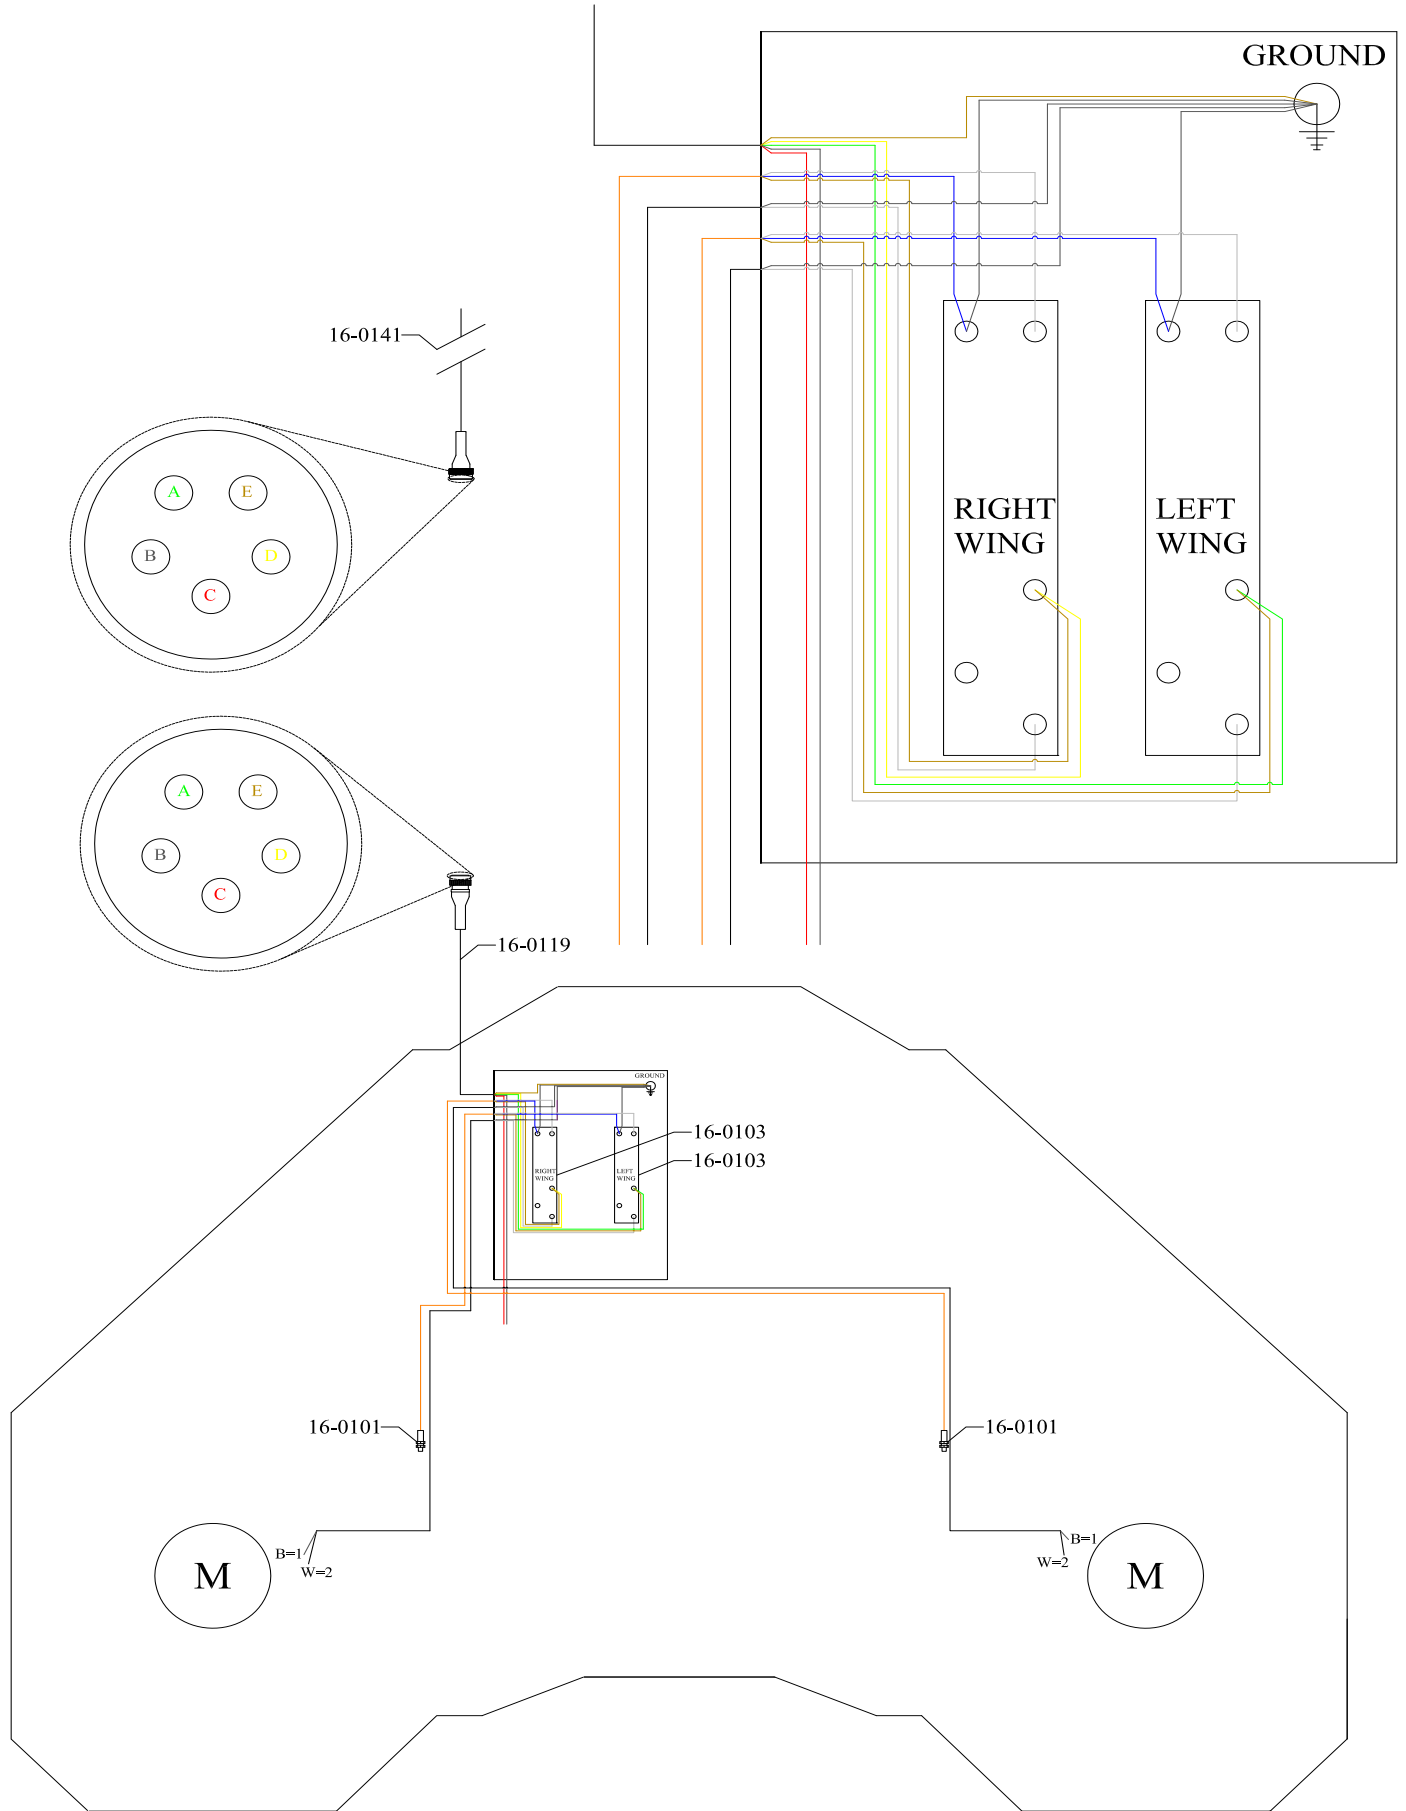 GROUND
16-0141
A
E
B
D
C
RIGHT
WING
LEFT
WING
A
E
B
D
C
16-0119
GROUND
16-0103
16-0103
RIGHT
WING
LEFT
WING
16-0101
16-0101
B=1
W=2
M
B=1
W=2
M